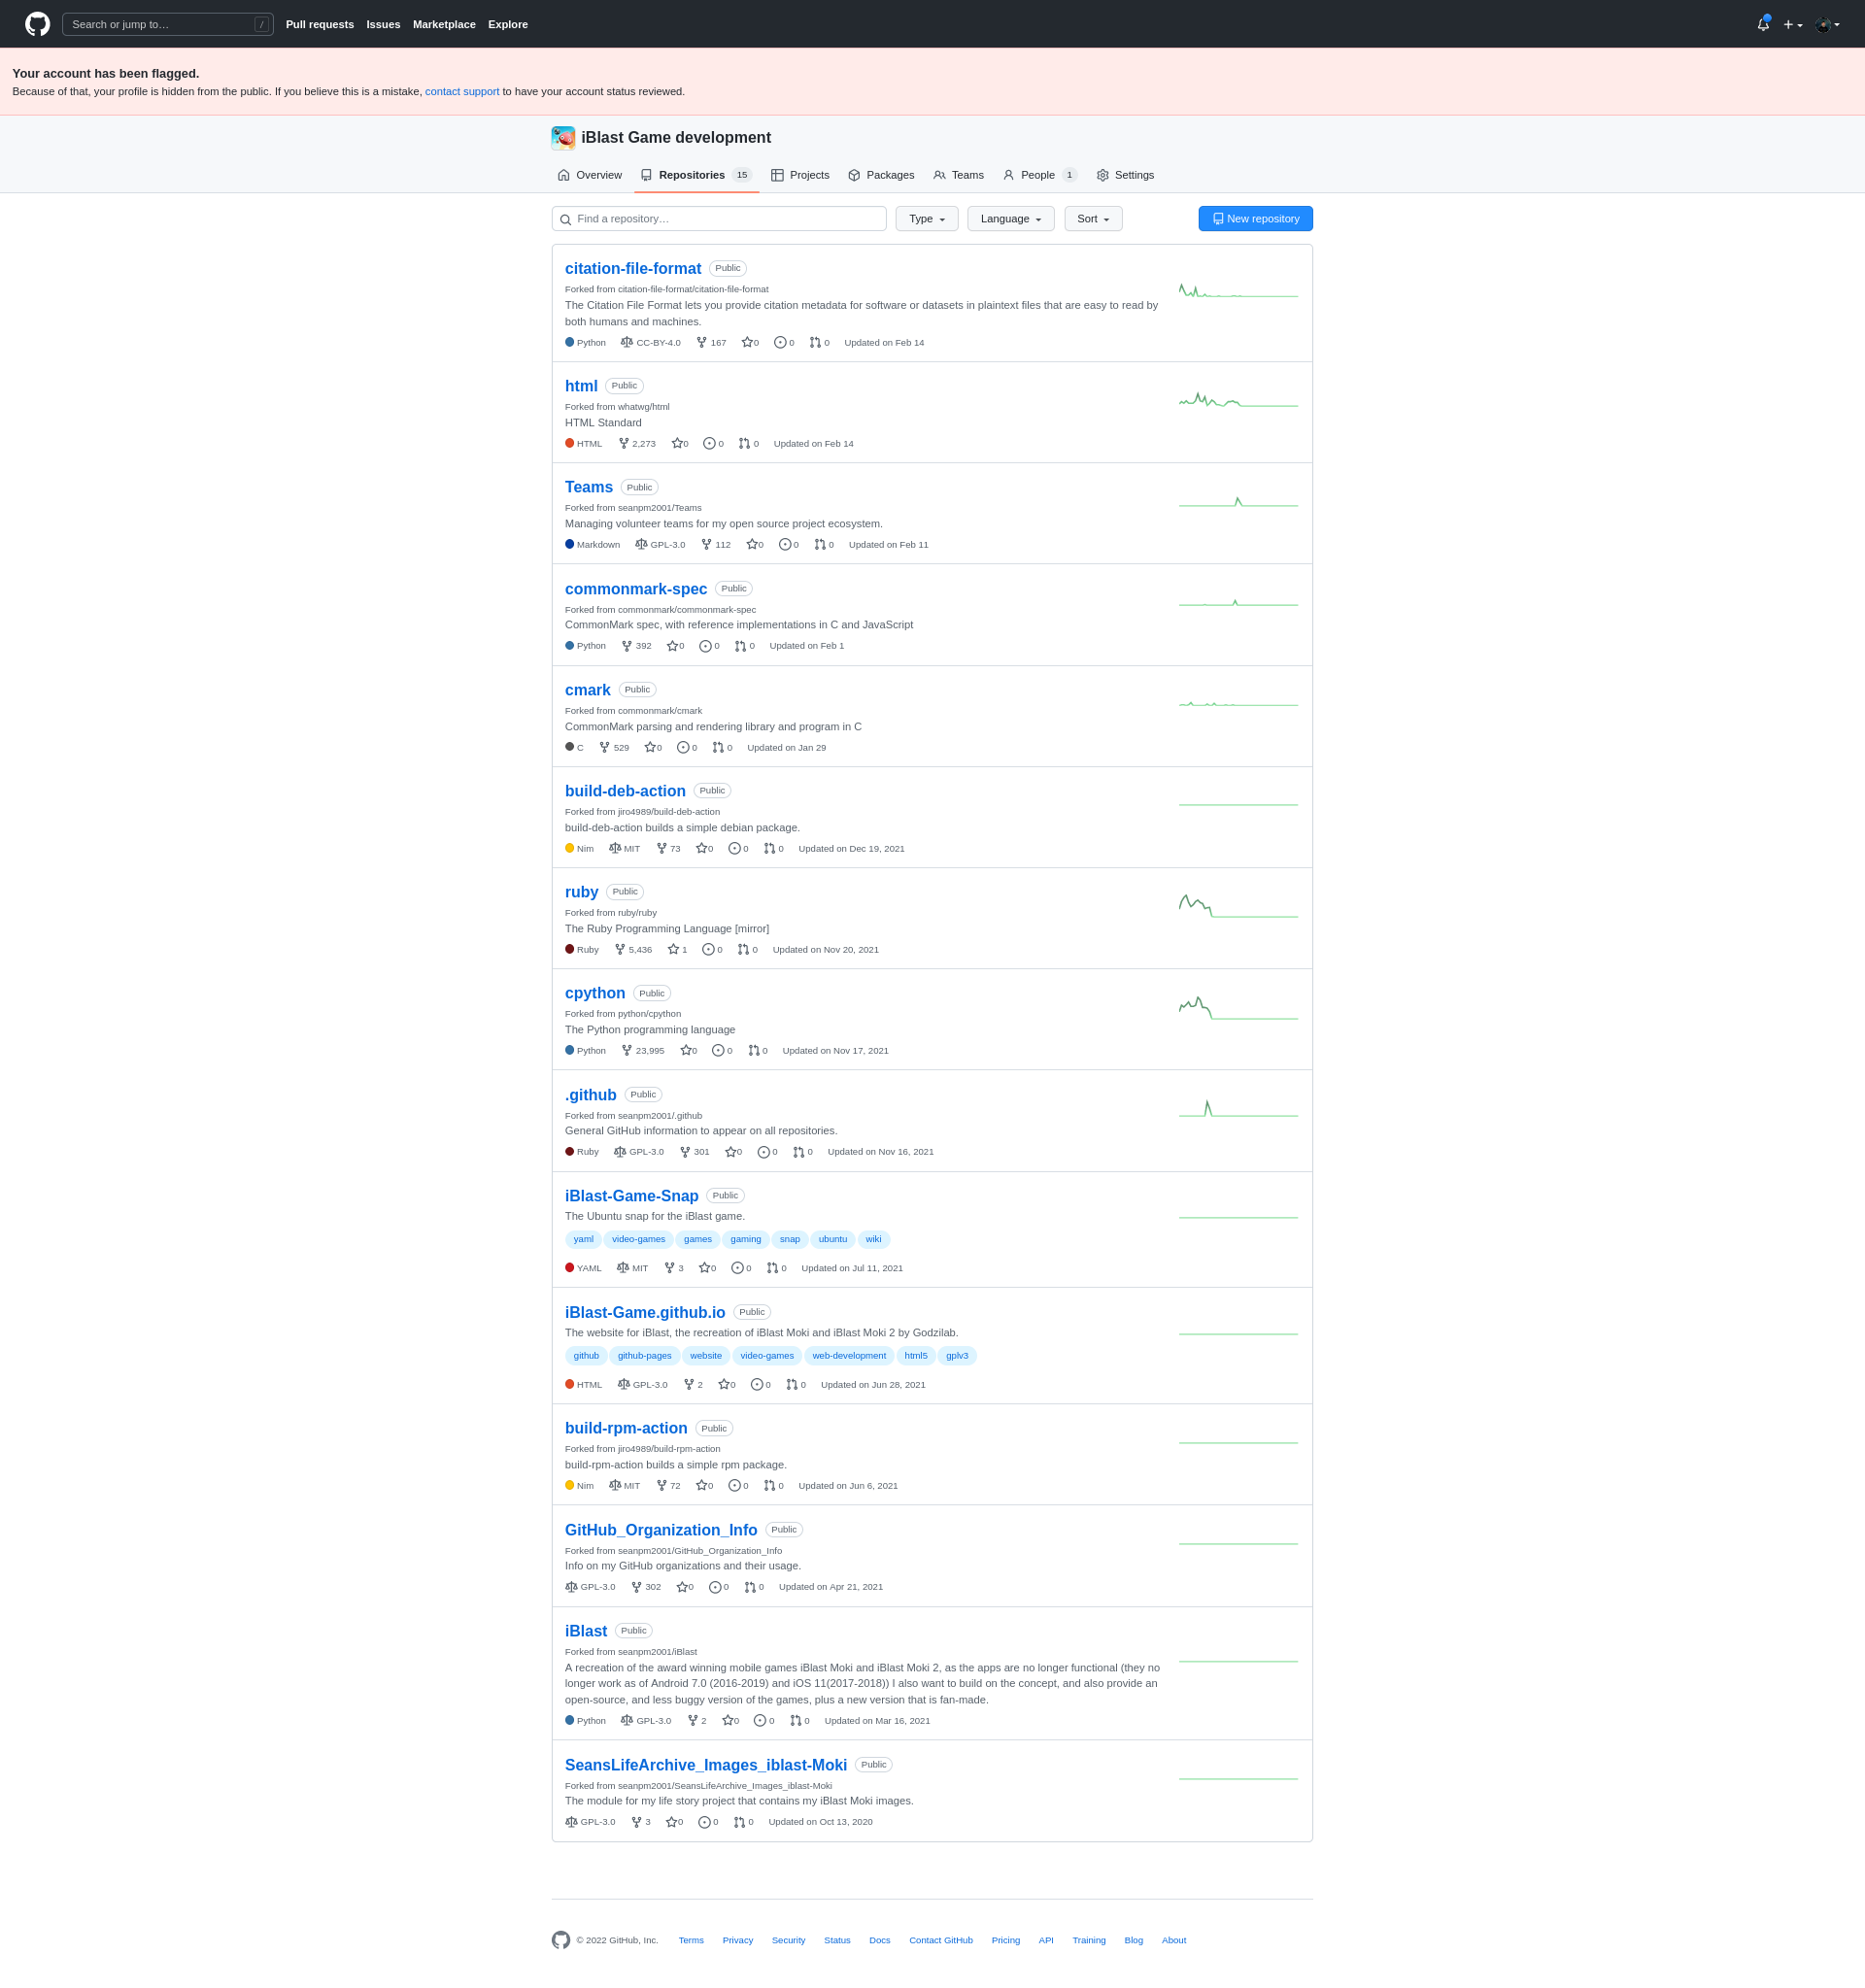 Search or jump to…
/
Pull requests
Issues
Marketplace
Explore
Your account has been flagged.
Because of that, your profile is hidden from the public. If you believe this is a mistake, contact support to have your account status reviewed.
iBlast Game development
Overview
Repositories 15
Projects
Packages
Teams
People 1
Settings
Find a repository…
Type
Language
Sort
New repository
citation-file-format Public
Forked from citation-file-format/citation-file-format
The Citation File Format lets you provide citation metadata for software or datasets in plaintext files that are easy to read by
both humans and machines.
Python CC-BY-4.0 167 0 0 0 Updated on Feb 14
html Public
Forked from whatwg/html
HTML Standard
HTML 2,273 0 0 0 Updated on Feb 14
Teams Public
Forked from seanpm2001/Teams
Managing volunteer teams for my open source project ecosystem.
Markdown GPL-3.0 112 0 0 0 Updated on Feb 11
commonmark-spec Public
Forked from commonmark/commonmark-spec
CommonMark spec, with reference implementations in C and JavaScript
Python 392 0 0 0 Updated on Feb 1
cmark Public
Forked from commonmark/cmark
CommonMark parsing and rendering library and program in C
C 529 0 0 0 Updated on Jan 29
build-deb-action Public
Forked from jiro4989/build-deb-action
build-deb-action builds a simple debian package.
Nim MIT 73 0 0 0 Updated on Dec 19, 2021
ruby Public
Forked from ruby/ruby
The Ruby Programming Language [mirror]
Ruby 5,436 1 0 0 Updated on Nov 20, 2021
cpython Public
Forked from python/cpython
The Python programming language
Python 23,995 0 0 0 Updated on Nov 17, 2021
.github Public
Forked from seanpm2001/.github
General GitHub information to appear on all repositories.
Ruby GPL-3.0 301 0 0 0 Updated on Nov 16, 2021
iBlast-Game-Snap Public
The Ubuntu snap for the iBlast game.
yaml video-games games gaming snap ubuntu wiki
YAML MIT 3 0 0 0 Updated on Jul 11, 2021
iBlast-Game.github.io Public
The website for iBlast, the recreation of iBlast Moki and iBlast Moki 2 by Godzilab.
github github-pages website video-games web-development html5 gplv3
HTML GPL-3.0 2 0 0 0 Updated on Jun 28, 2021
build-rpm-action Public
Forked from jiro4989/build-rpm-action
build-rpm-action builds a simple rpm package.
Nim MIT 72 0 0 0 Updated on Jun 6, 2021
GitHub_Organization_Info Public
Forked from seanpm2001/GitHub_Organization_Info
Info on my GitHub organizations and their usage.
GPL-3.0 302 0 0 0 Updated on Apr 21, 2021
iBlast Public
Forked from seanpm2001/iBlast
A recreation of the award winning mobile games iBlast Moki and iBlast Moki 2, as the apps are no longer functional (they no
longer work as of Android 7.0 (2016-2019) and iOS 11(2017-2018)) I also want to build on the concept, and also provide an
open-source, and less buggy version of the games, plus a new version that is fan-made.
Python GPL-3.0 2 0 0 0 Updated on Mar 16, 2021
SeansLifeArchive_Images_iblast-Moki Public
Forked from seanpm2001/SeansLifeArchive_Images_iblast-Moki
The module for my life story project that contains my iBlast Moki images.
GPL-3.0 3 0 0 0 Updated on Oct 13, 2020
© 2022 GitHub, Inc. Terms Privacy Security Status Docs Contact GitHub Pricing API Training Blog About